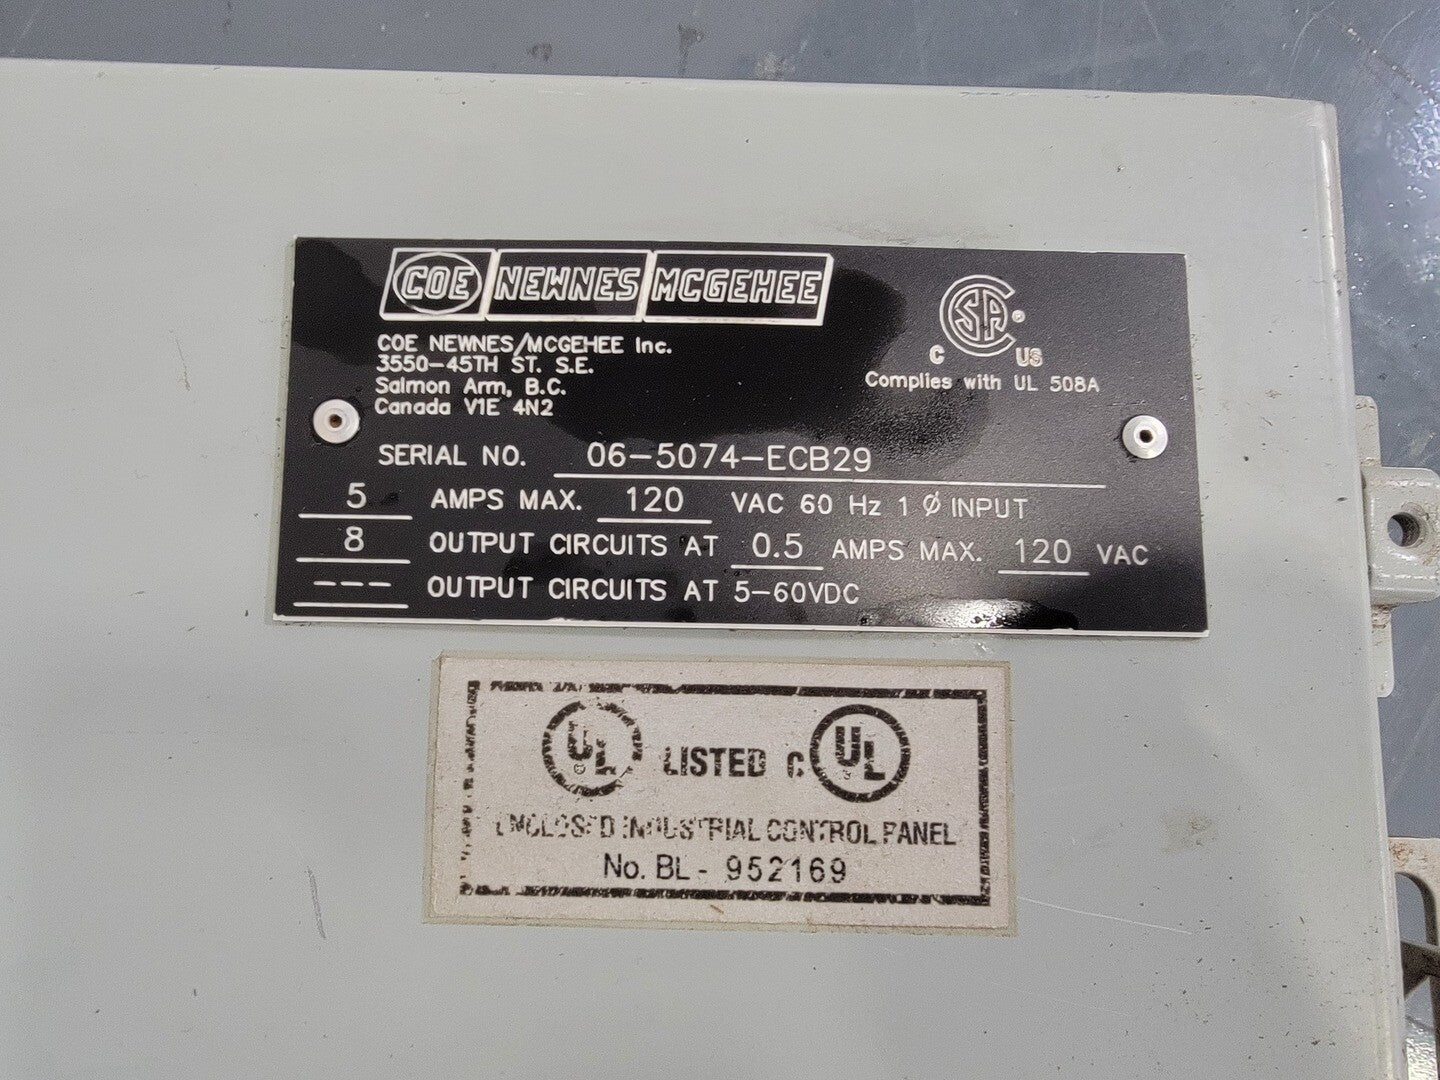 COE NEWNES MCGEHEE
COE NEWNES/MCGEHEE Inc.
3550-45TH ST. S.E.
Salmon Arm, B.C.
Canada V1E 4N2
CSA ®
C US
Complies with UL 508A
SERIAL NO. 06-5074-ECB29
5 AMPS MAX. 120 VAC 60 Hz 1 Ø INPUT
8 OUTPUT CIRCUITS AT 0.5 AMPS MAX. 120 VAC
--- OUTPUT CIRCUITS AT 5-60VDC
UL ® LISTED C UL ®
ENCLOSED INDUSTRIAL CONTROL PANEL
No. BL- 952169